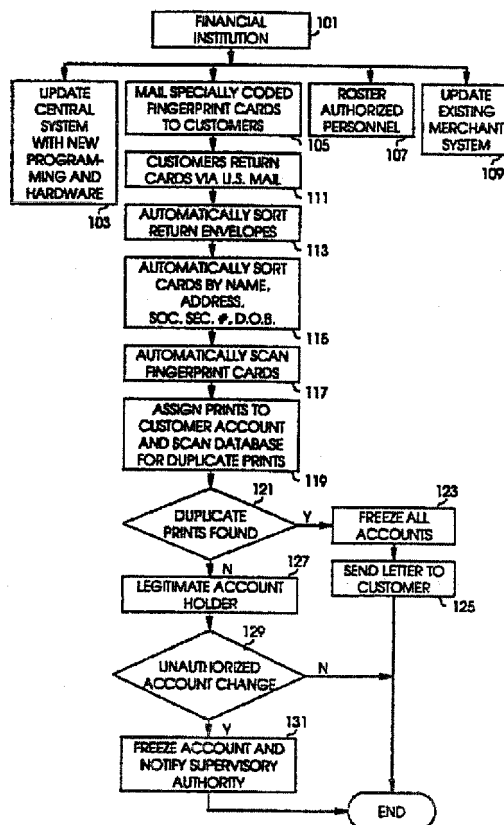 FINANCIAL
INSTITUTION
101
UPDATE
CENTRAL
SYSTEM
WITH NEW
PROGRAM-
MING AND
HARDWARE
103
MAIL SPECIALLY CODED
FINGERPRINT CARDS
TO CUSTOMERS
105
ROSTER
AUTHORIZED
PERSONNEL
107
UPDATE
EXISTING
MERCHANT
SYSTEM
109
CUSTOMERS RETURN
CARDS VIA U.S. MAIL
111
AUTOMATICALLY SORT
RETURN ENVELOPES
113
AUTOMATICALLY SORT
CARDS BY NAME,
ADDRESS,
SOC. SEC. #, D.O.B.
115
AUTOMATICALLY SCAN
FINGERPRINT CARDS
117
ASSIGN PRINTS TO
CUSTOMER ACCOUNT
AND SCAN DATABASE
FOR DUPLICATE PRINTS
119
121
DUPLICATE
PRINTS FOUND
Y
N
123
FREEZE ALL
ACCOUNTS
SEND LETTER TO
CUSTOMER
125
127
LEGITIMATE ACCOUNT
HOLDER
129
UNAUTHORIZED
ACCOUNT CHANGE
N
Y
131
FREEZE ACCOUNT AND
NOTIFY SUPERVISORY
AUTHORITY
END